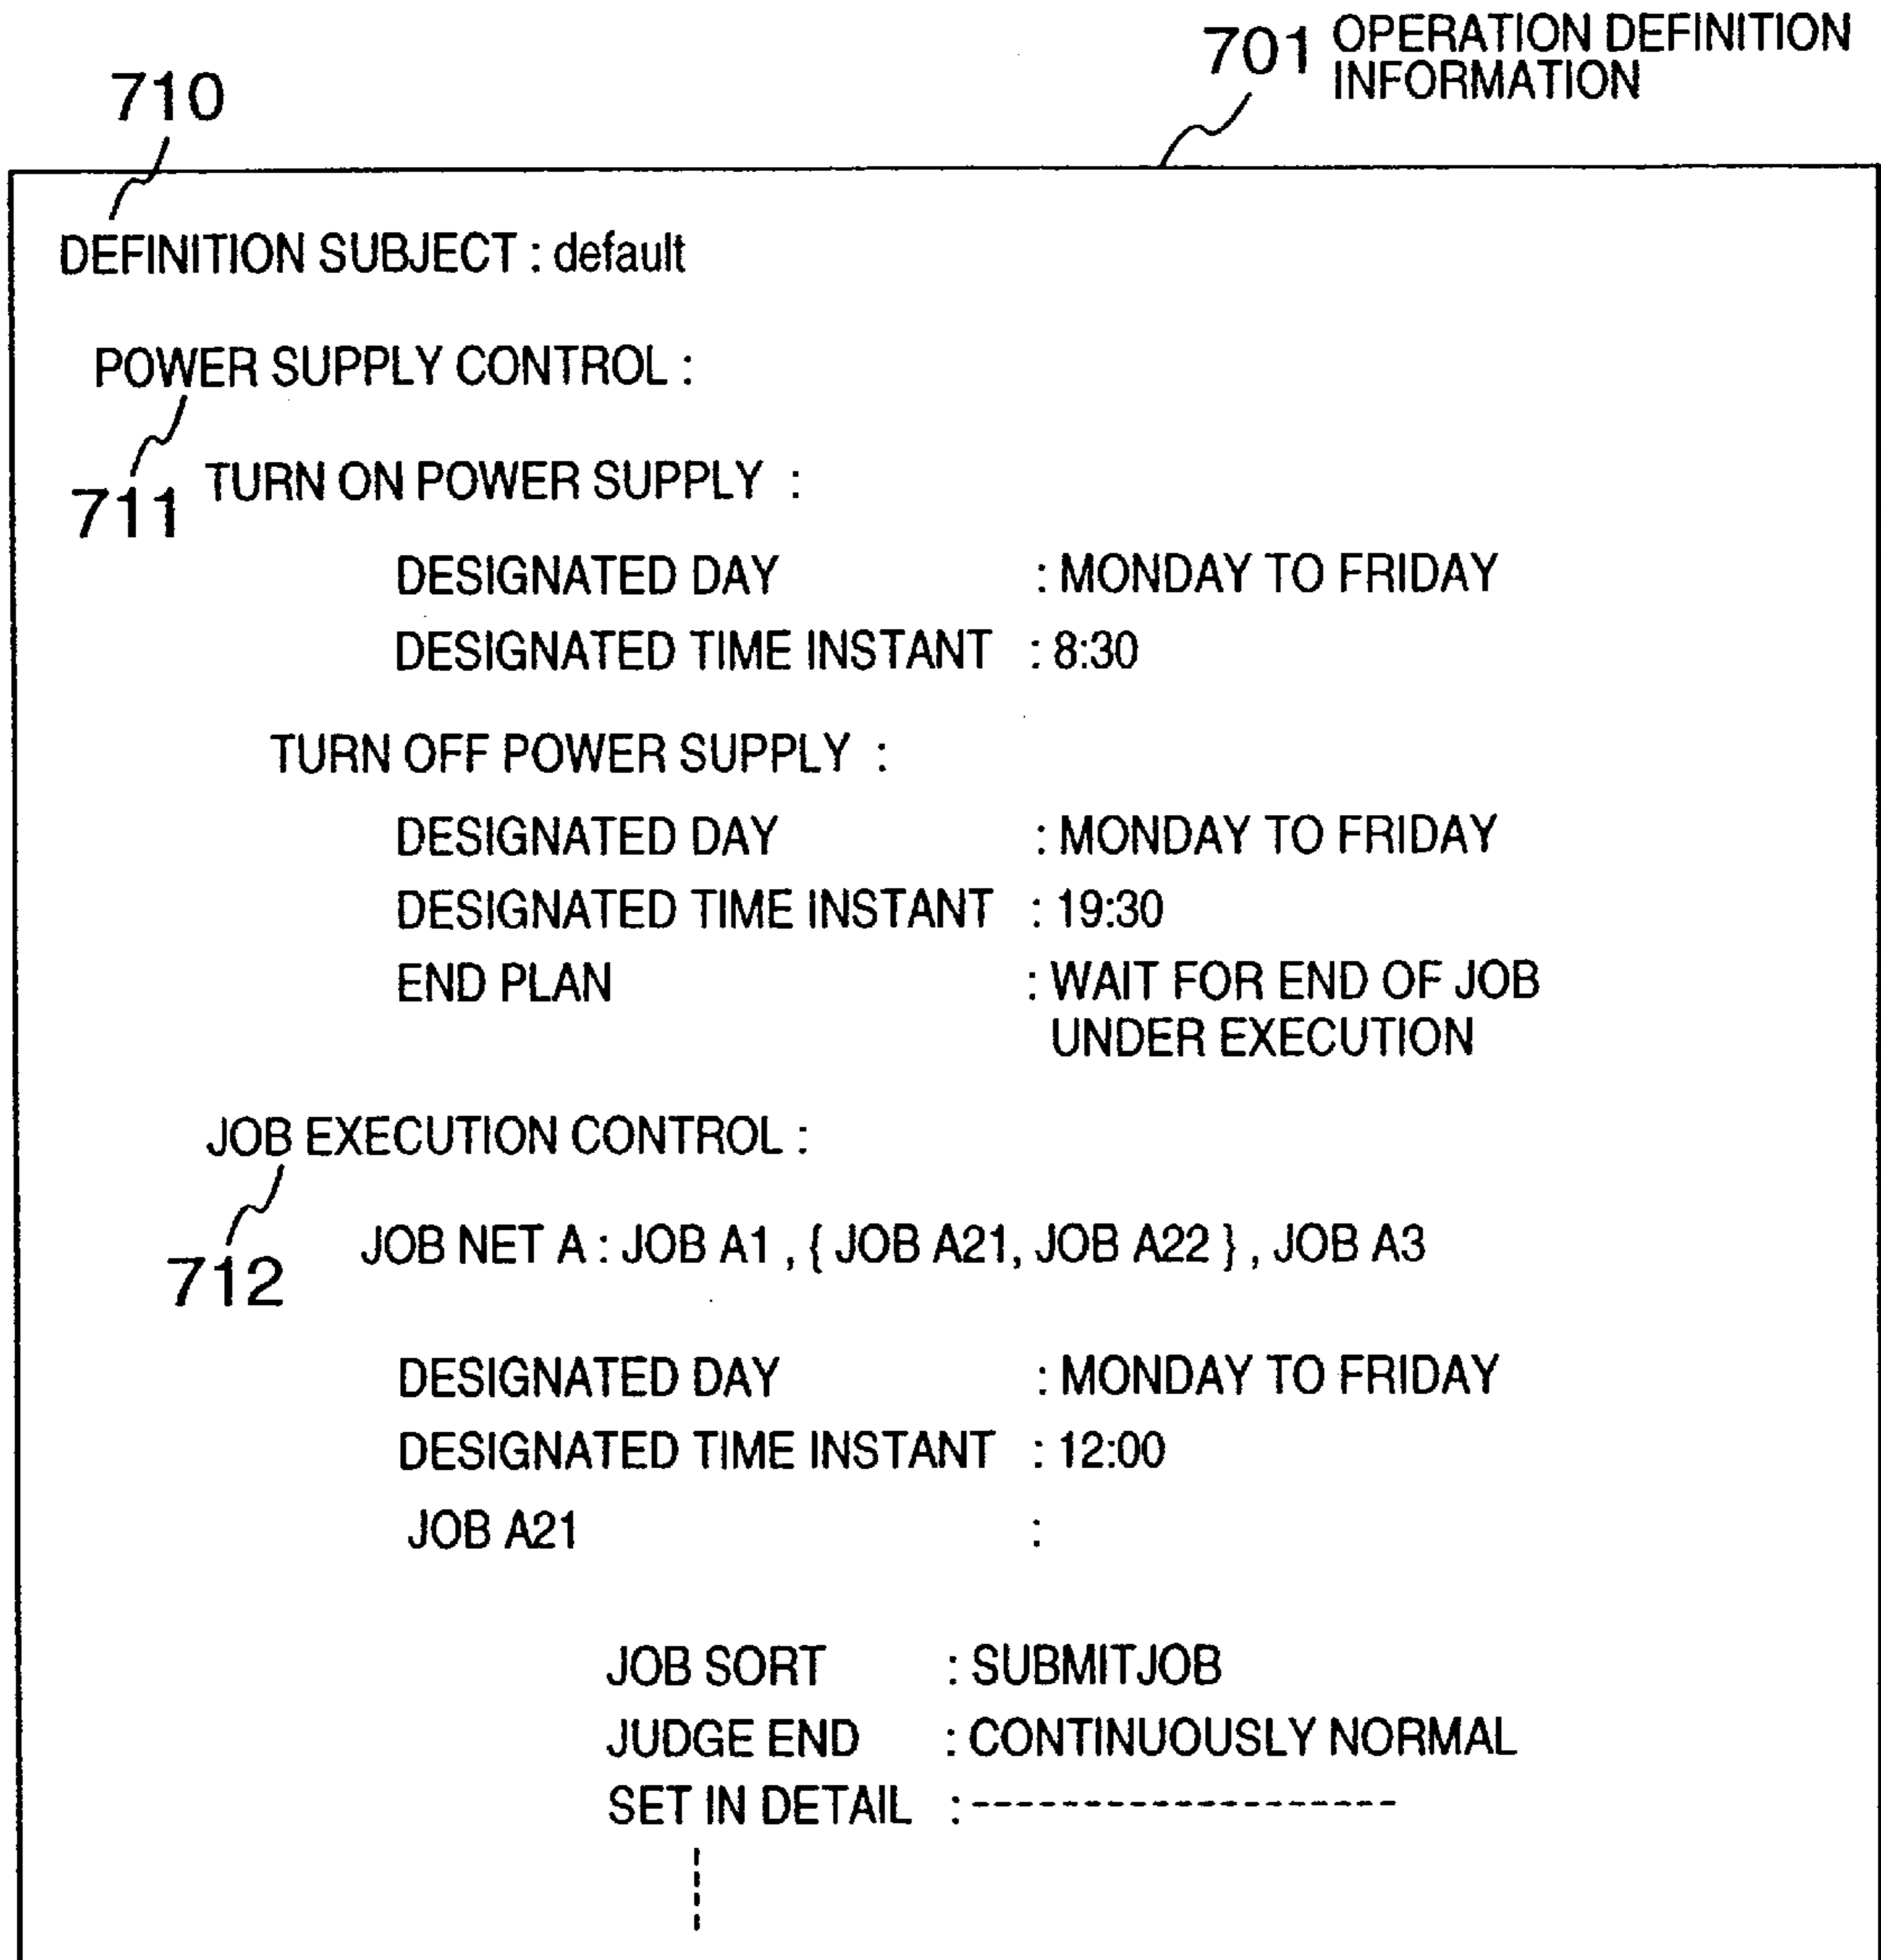 701 OPERATION DEFINITION
INFORMATION
710
DEFINITION SUBJECT : default
POWER SUPPLY CONTROL :
711 TURN ON POWER SUPPLY :
DESIGNATED DAY : MONDAY TO FRIDAY
DESIGNATED TIME INSTANT : 8:30
TURN OFF POWER SUPPLY :
DESIGNATED DAY : MONDAY TO FRIDAY
DESIGNATED TIME INSTANT : 19:30
END PLAN : WAIT FOR END OF JOB
UNDER EXECUTION
JOB EXECUTION CONTROL :
712 JOB NET A : JOB A1 , { JOB A21, JOB A22 } , JOB A3
DESIGNATED DAY : MONDAY TO FRIDAY
DESIGNATED TIME INSTANT : 12:00
JOB A21 :
JOB SORT : SUBMITJOB
JUDGE END : CONTINUOUSLY NORMAL
SET IN DETAIL : -------------------